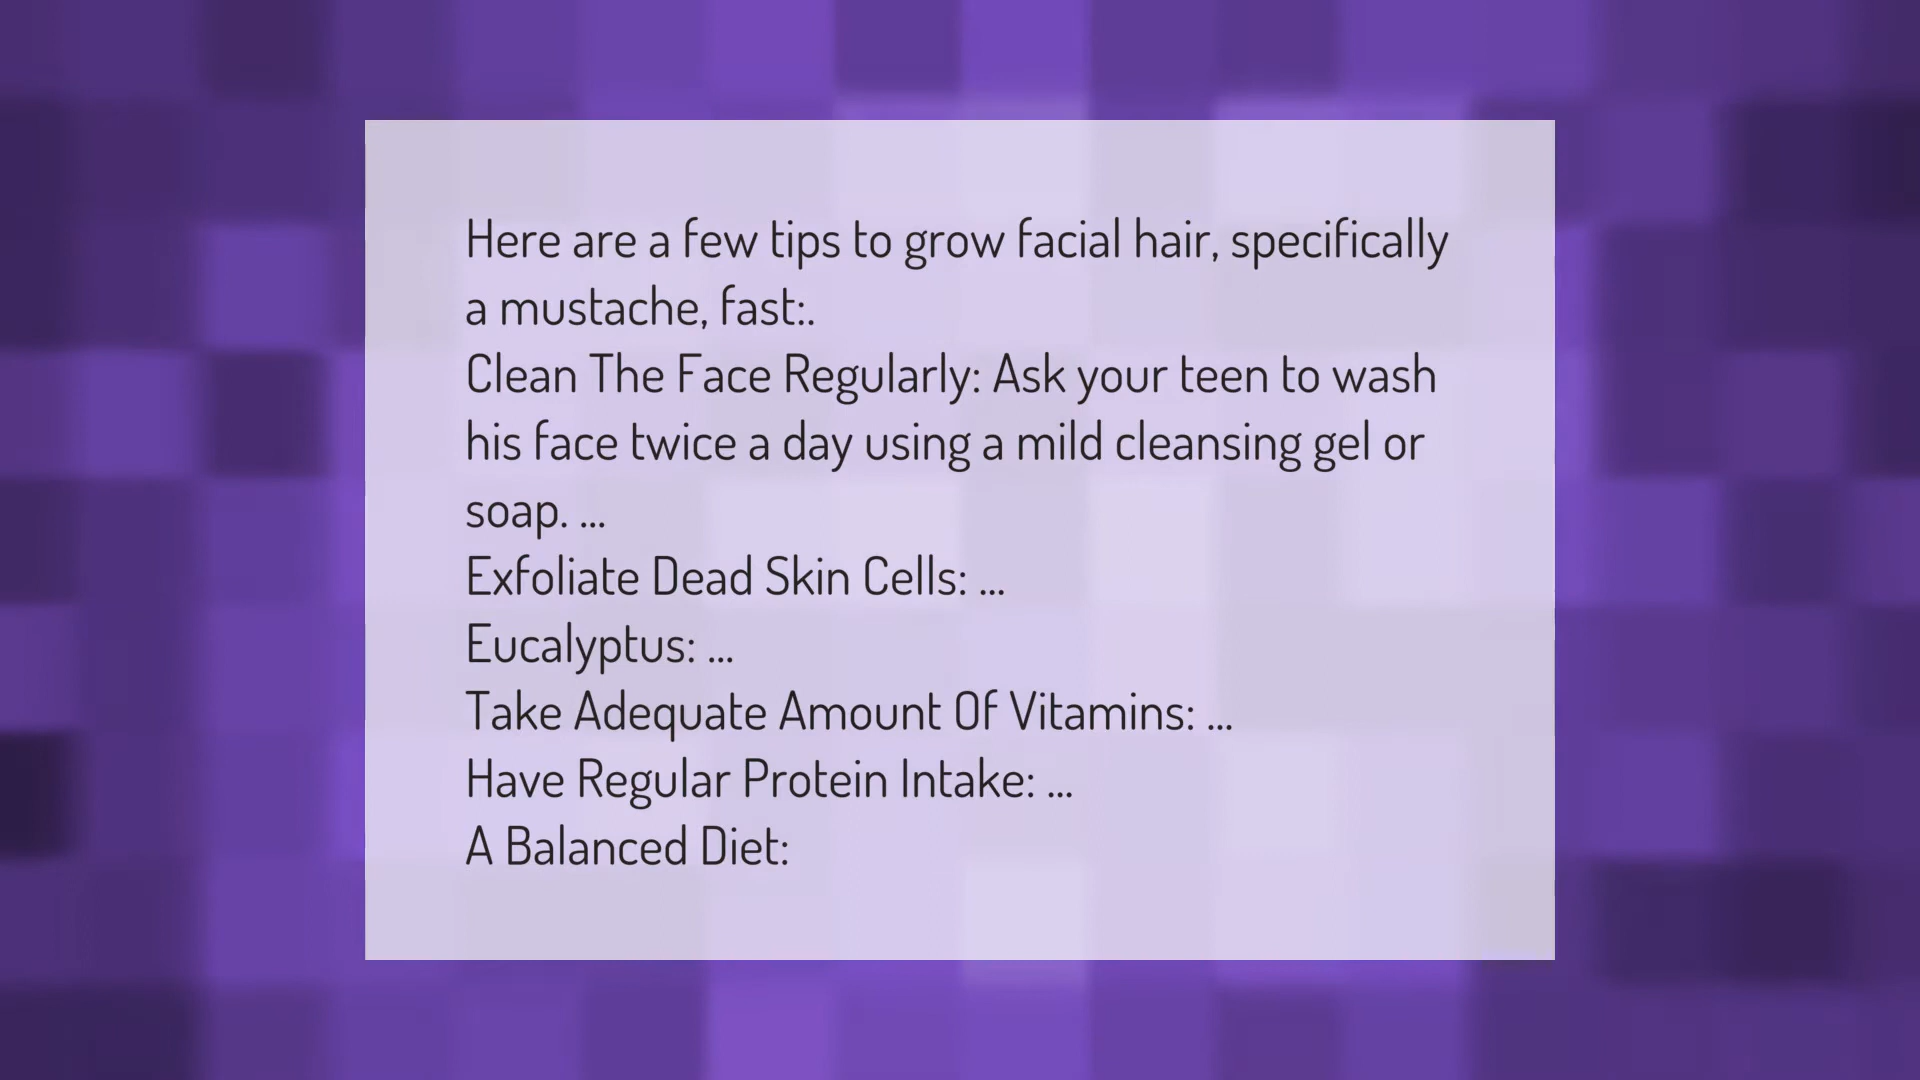 Here are a few tips to grow facial hair, specifically
a mustache, fast:.
Clean The Face Regularly: Ask your teen to wash
his face twice a day using a mild cleansing gel or
soap. ...
Exfoliate Dead Skin Cells: ...
Eucalyptus: ...
Take Adequate Amount Of Vitamins: ...
Have Regular Protein Intake: ...
A Balanced Diet: